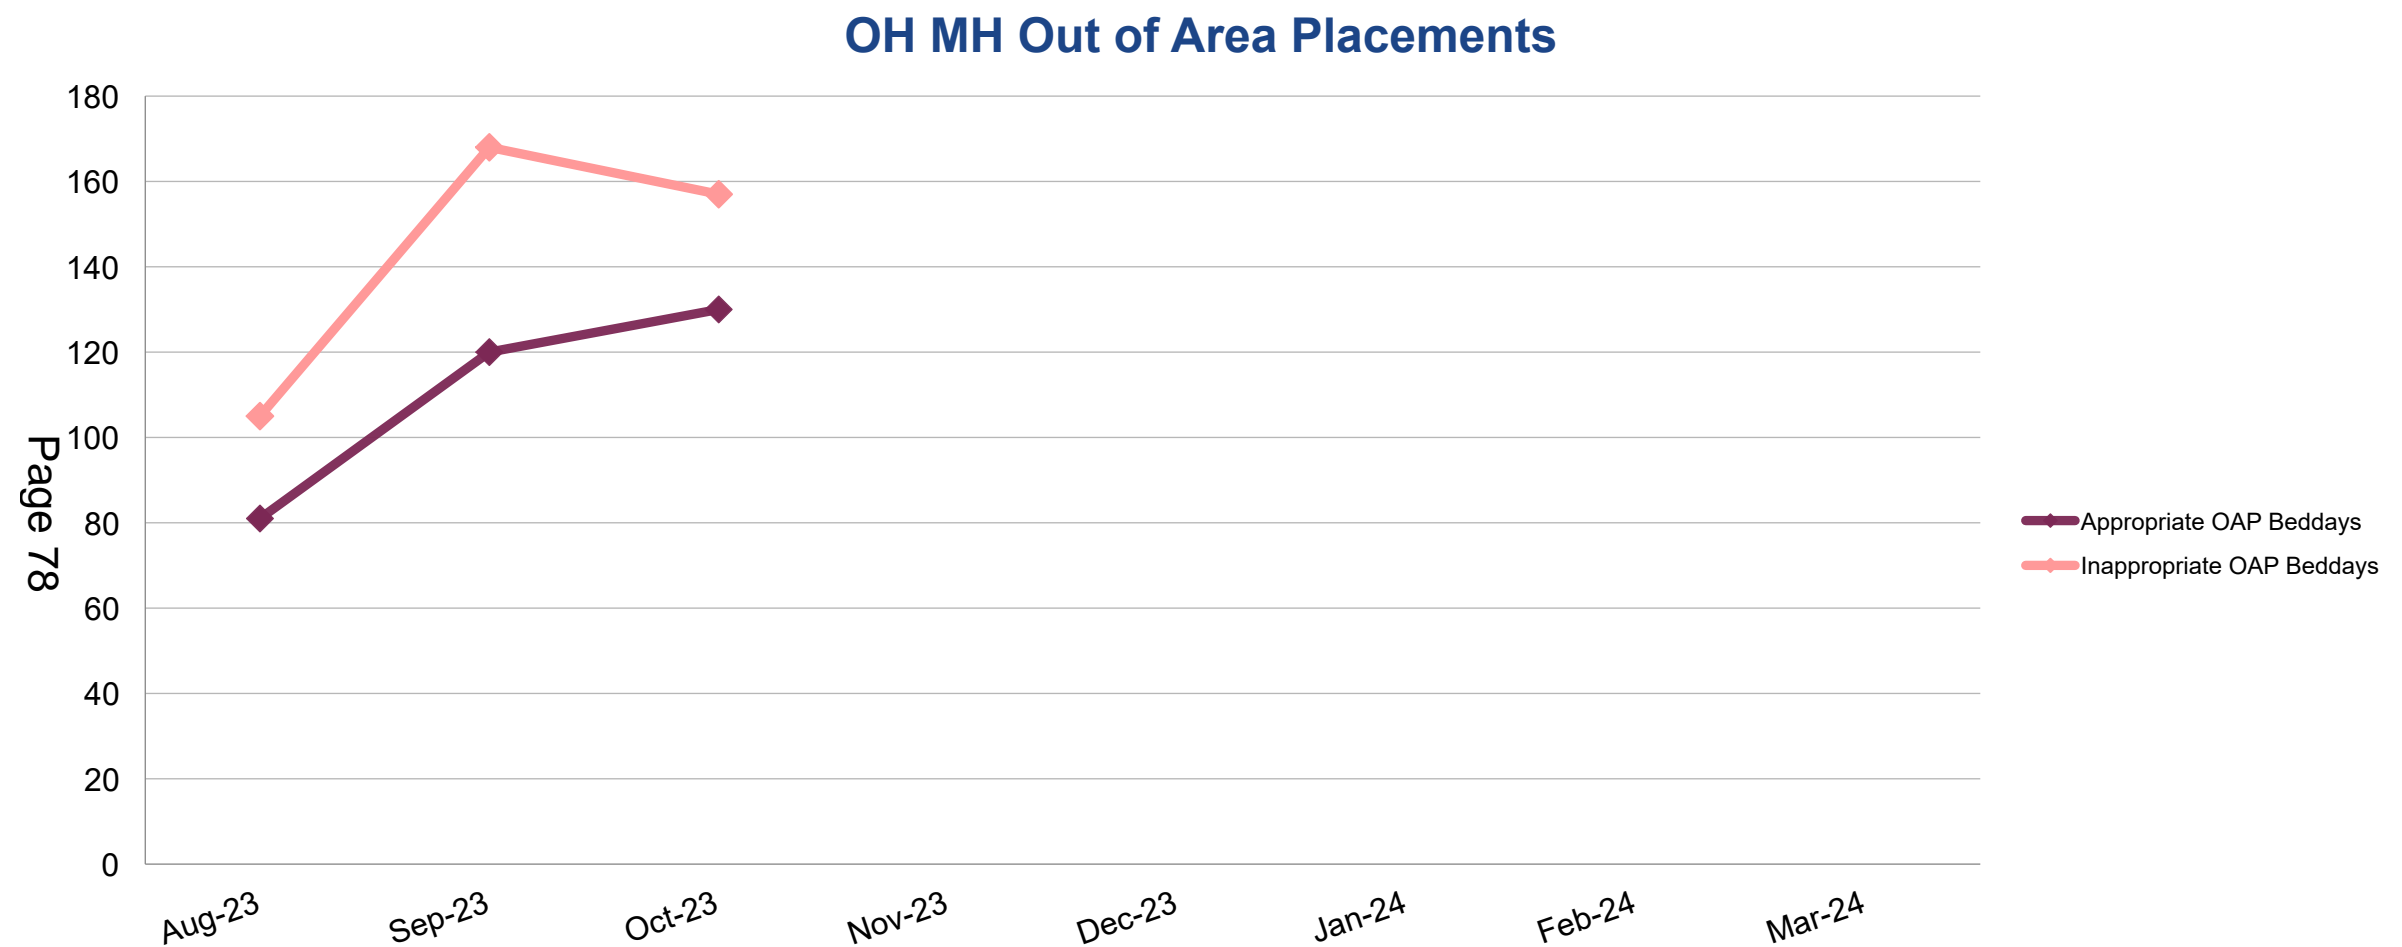 OH MH Out of Area Placements
180
160
140
120
100
80
60
40
20
0
Page 78
Aug-23
Sep-23
Oct-23
Nov-23
Dec-23
Jan-24
Feb-24
Mar-24
Appropriate OAP Beddays
Inappropriate OAP Beddays